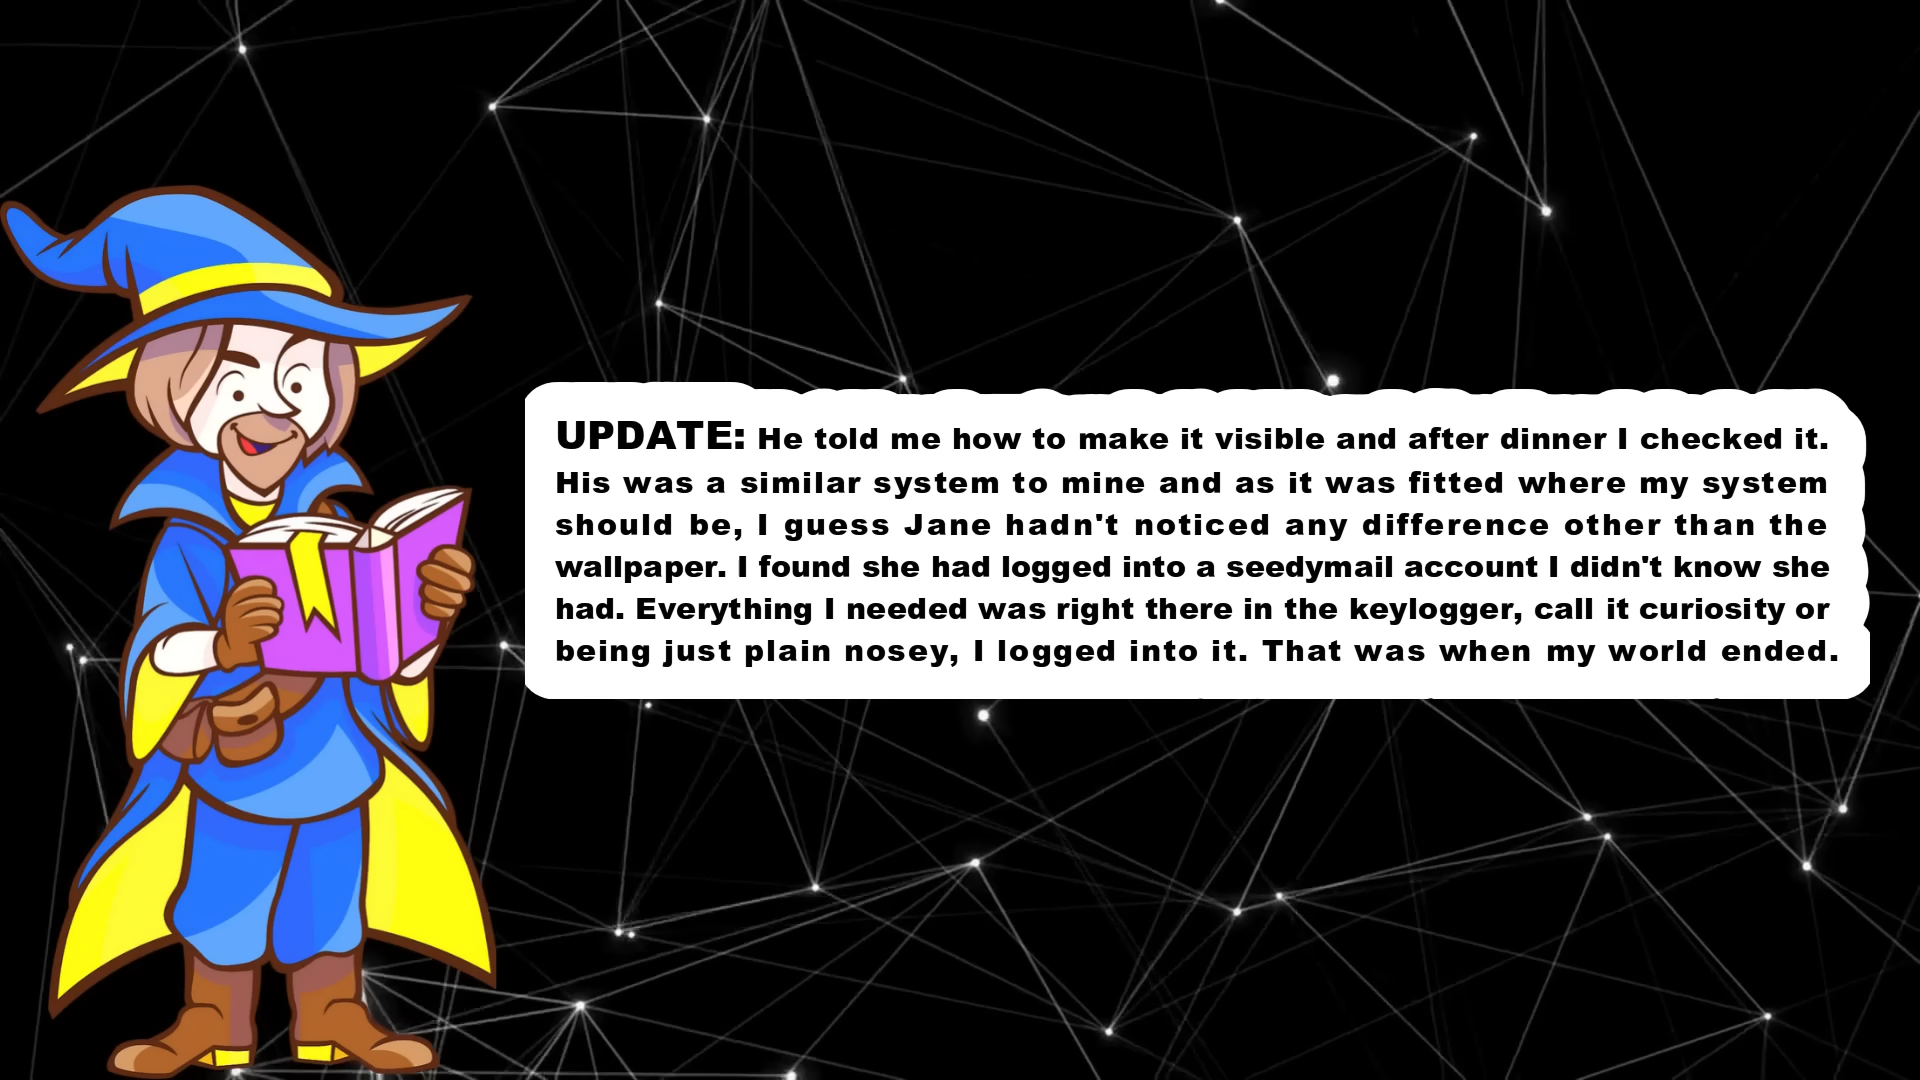 UPDATE: He told me how to make it visible and after dinner I checked it.
His was a similar system to mine and as it was fitted where my system
should be, I guess Jane hadn't noticed any difference other than the
wallpaper. I found she had logged into a seedymail account I didn't know she
had. Everything I needed was right there in the keylogger, call it curiosity or
being just plain nosey, I logged into it. That was when my world ended.